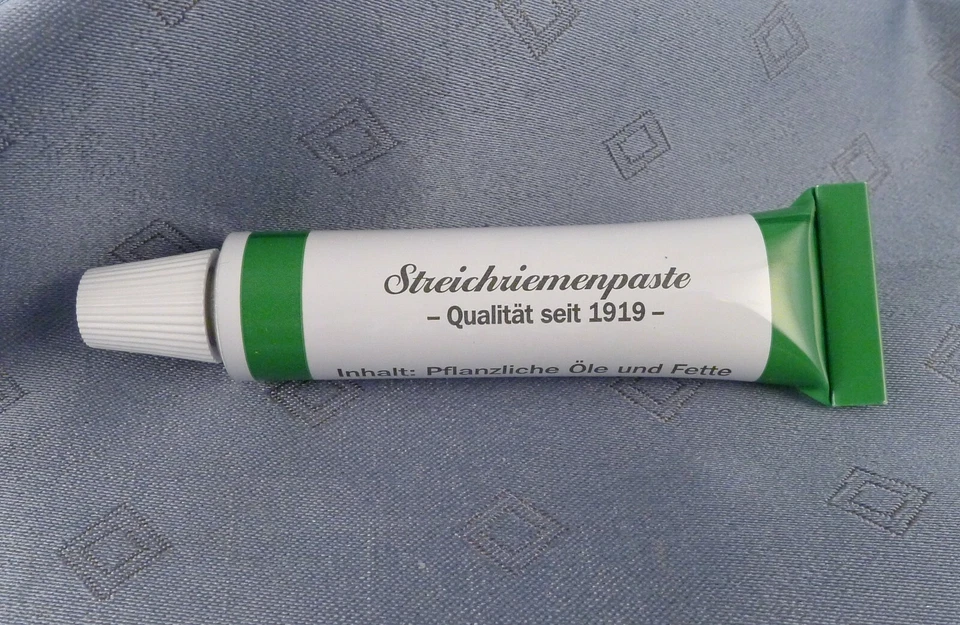 Streichriemenpaste
– Qualität seit 1919 –
Inhalt: Pflanzliche Öle und Fette